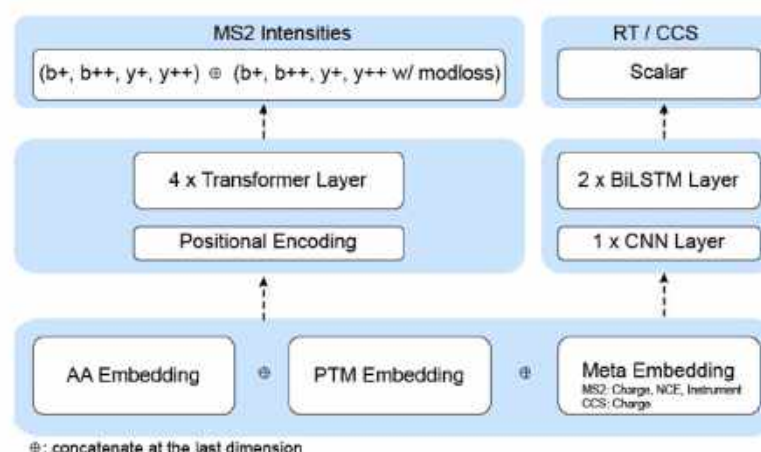 MS2 Intensities
(b+, b++, y+, y++) ⊕ (b+, b++, y+, y++ w/ modloss)
RT / CCS
Scalar
4 x Transformer Layer
Positional Encoding
2 x BiLSTM Layer
1 x CNN Layer
AA Embedding
⊕
PTM Embedding
⊕
Meta Embedding
MS2: Charge, NCE, Instrument
CCS: Charge
⊕: concatenate at the last dimension